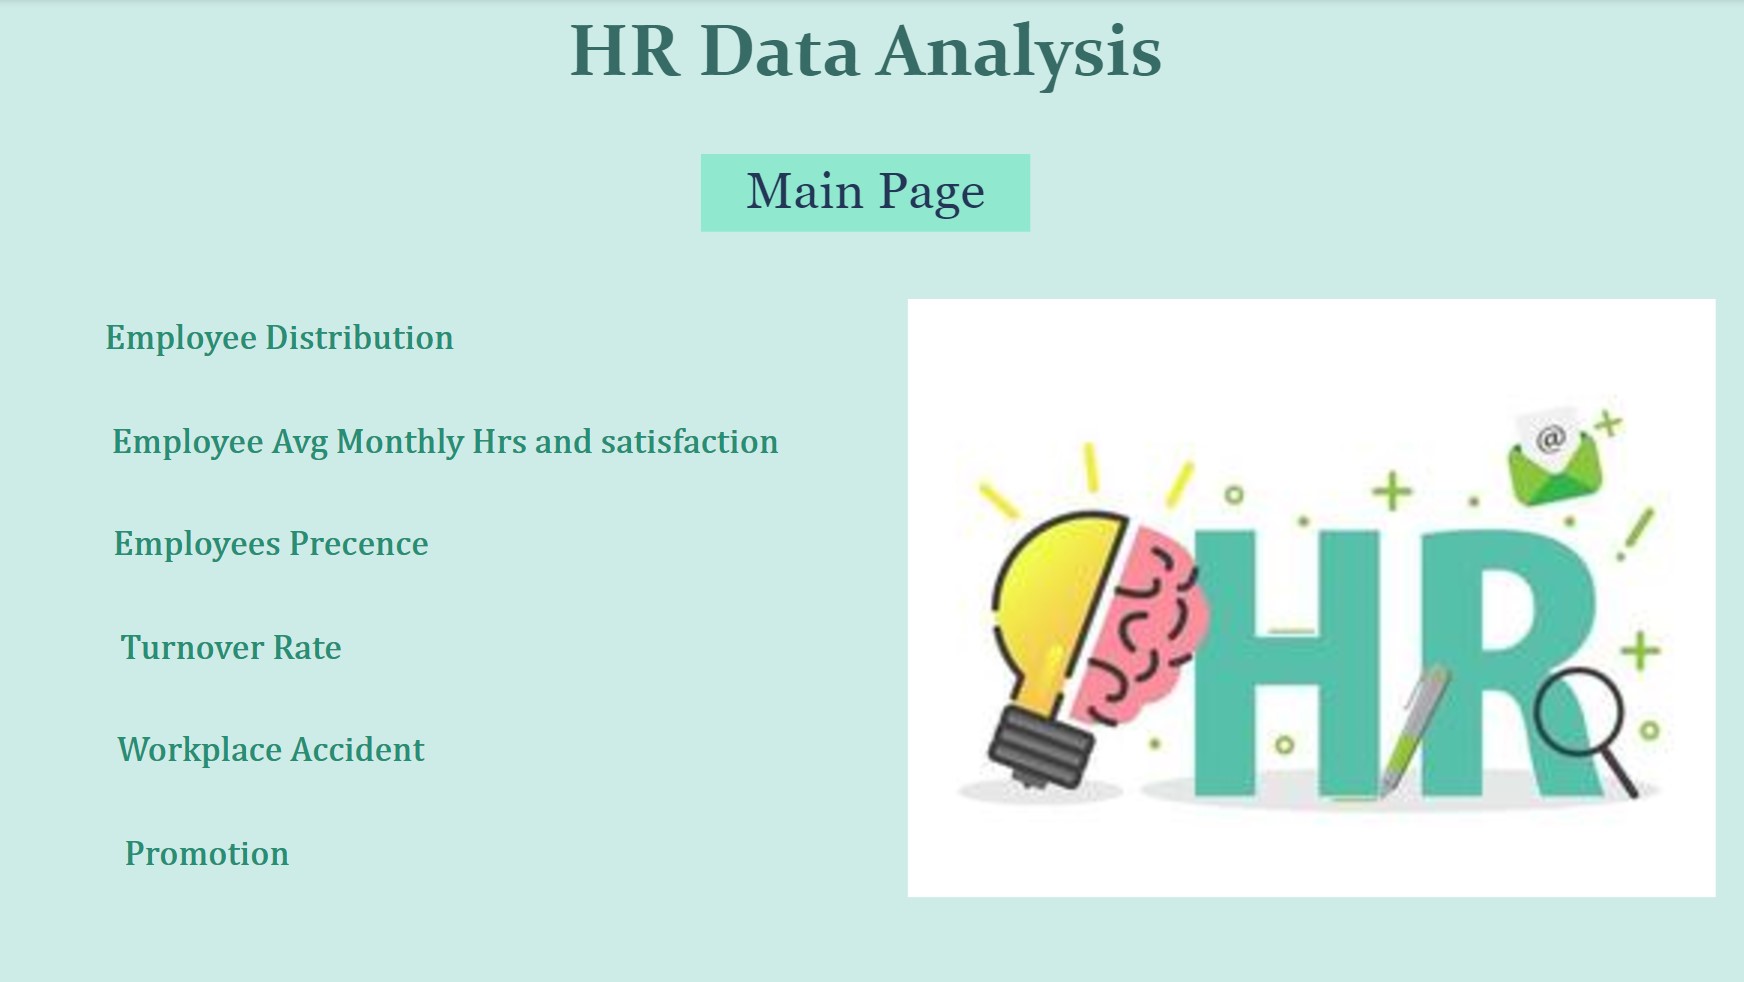 HR Data Analysis
Main Page
Employee Distribution
Employee Avg Monthly Hrs and satisfaction
Employees Precence
Turnover Rate
Workplace Accident
Promotion
@
HR